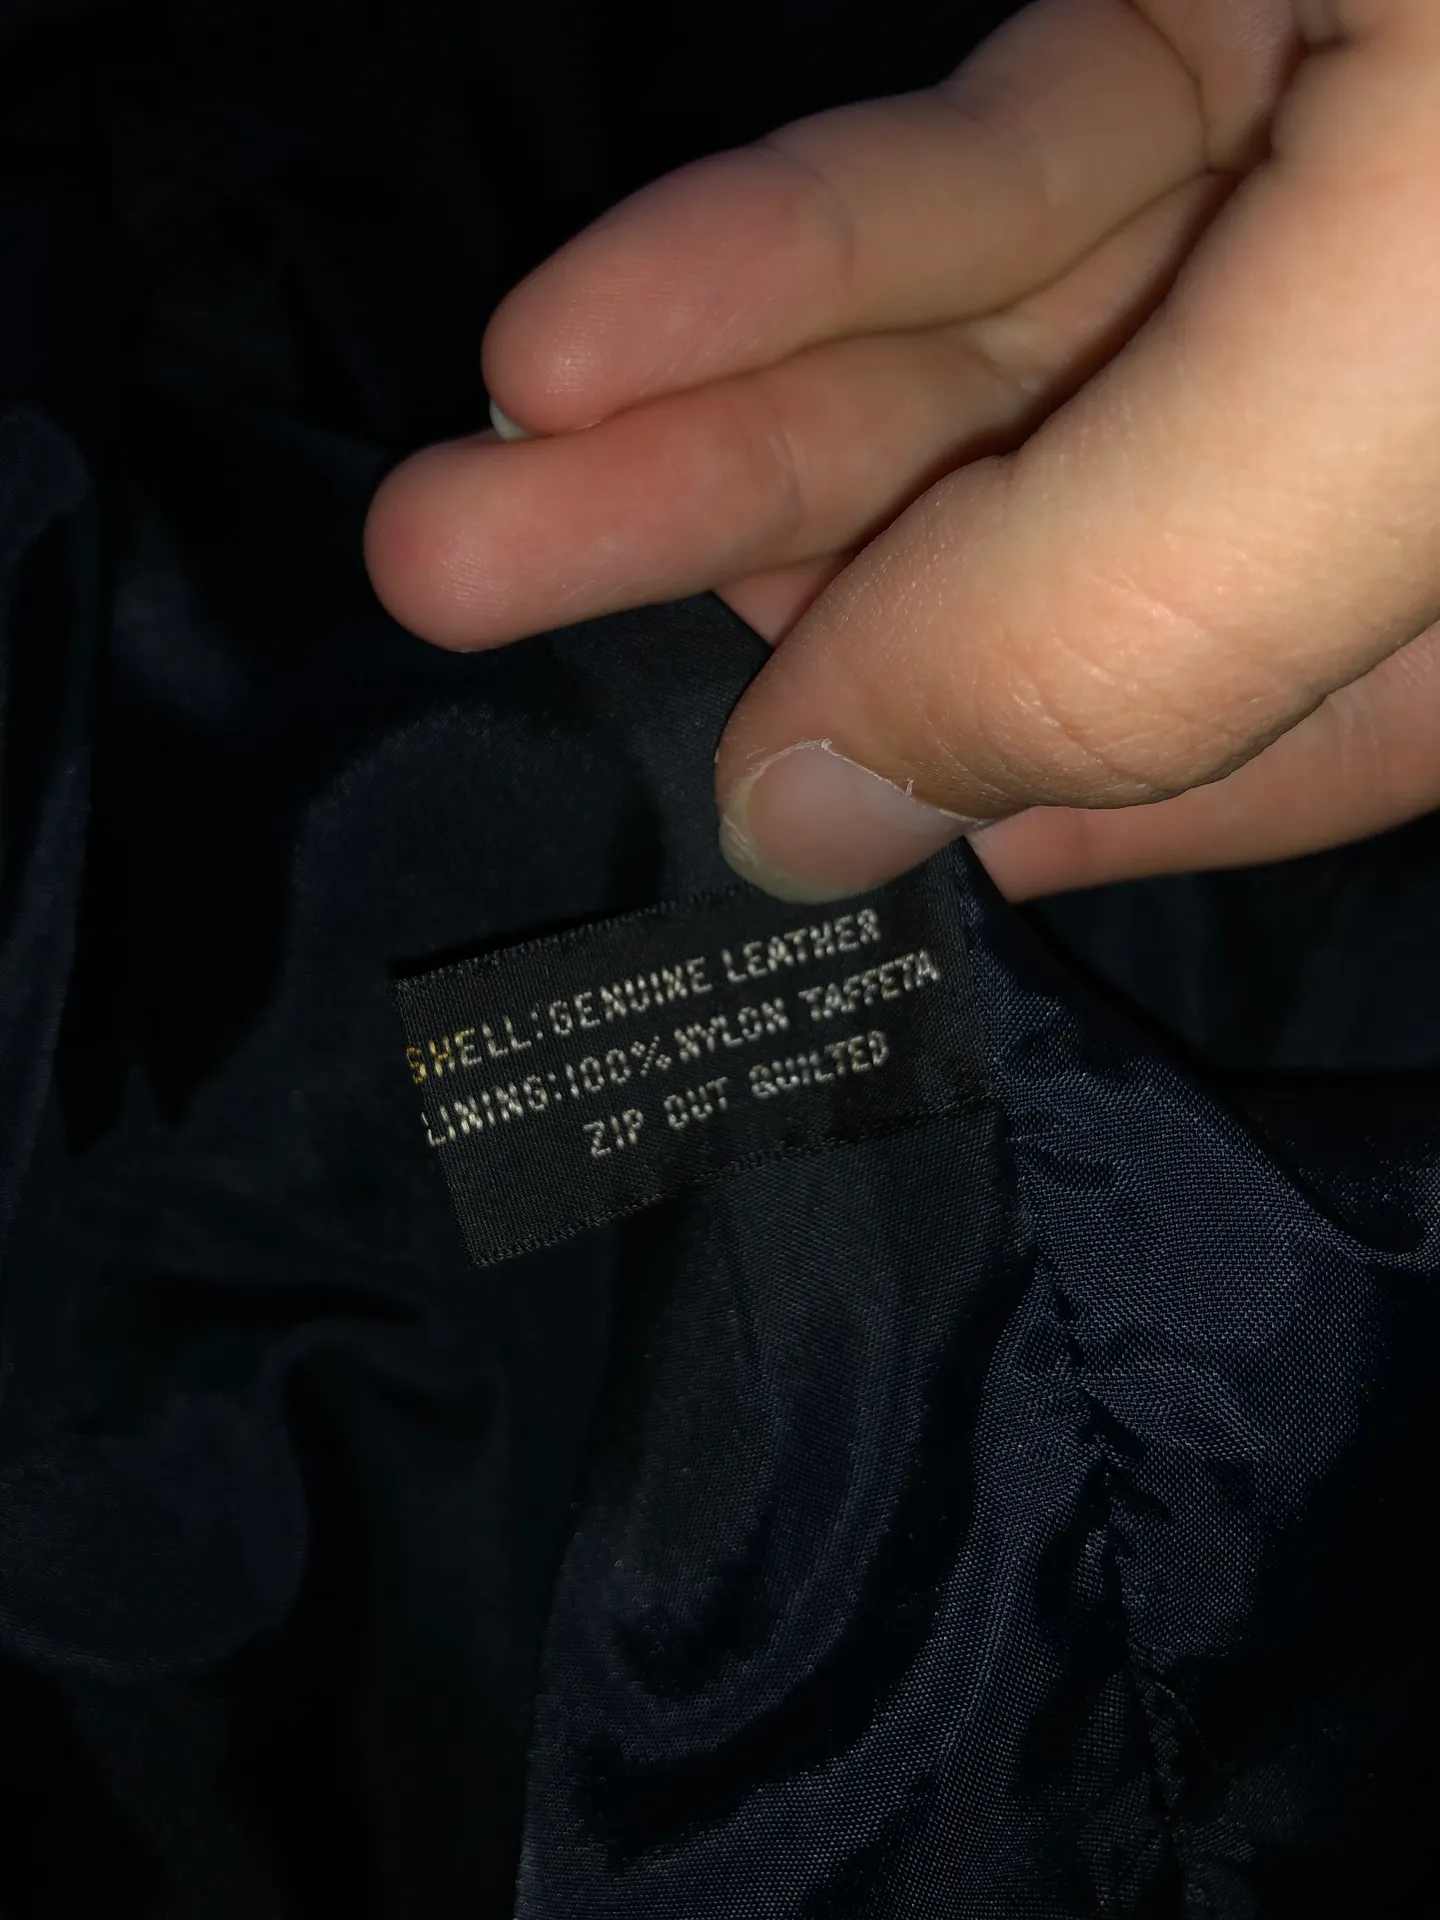 SHELL:GENUINE LEATHER
LINING:100% NYLON TAFFETA
ZIP OUT QUILTED